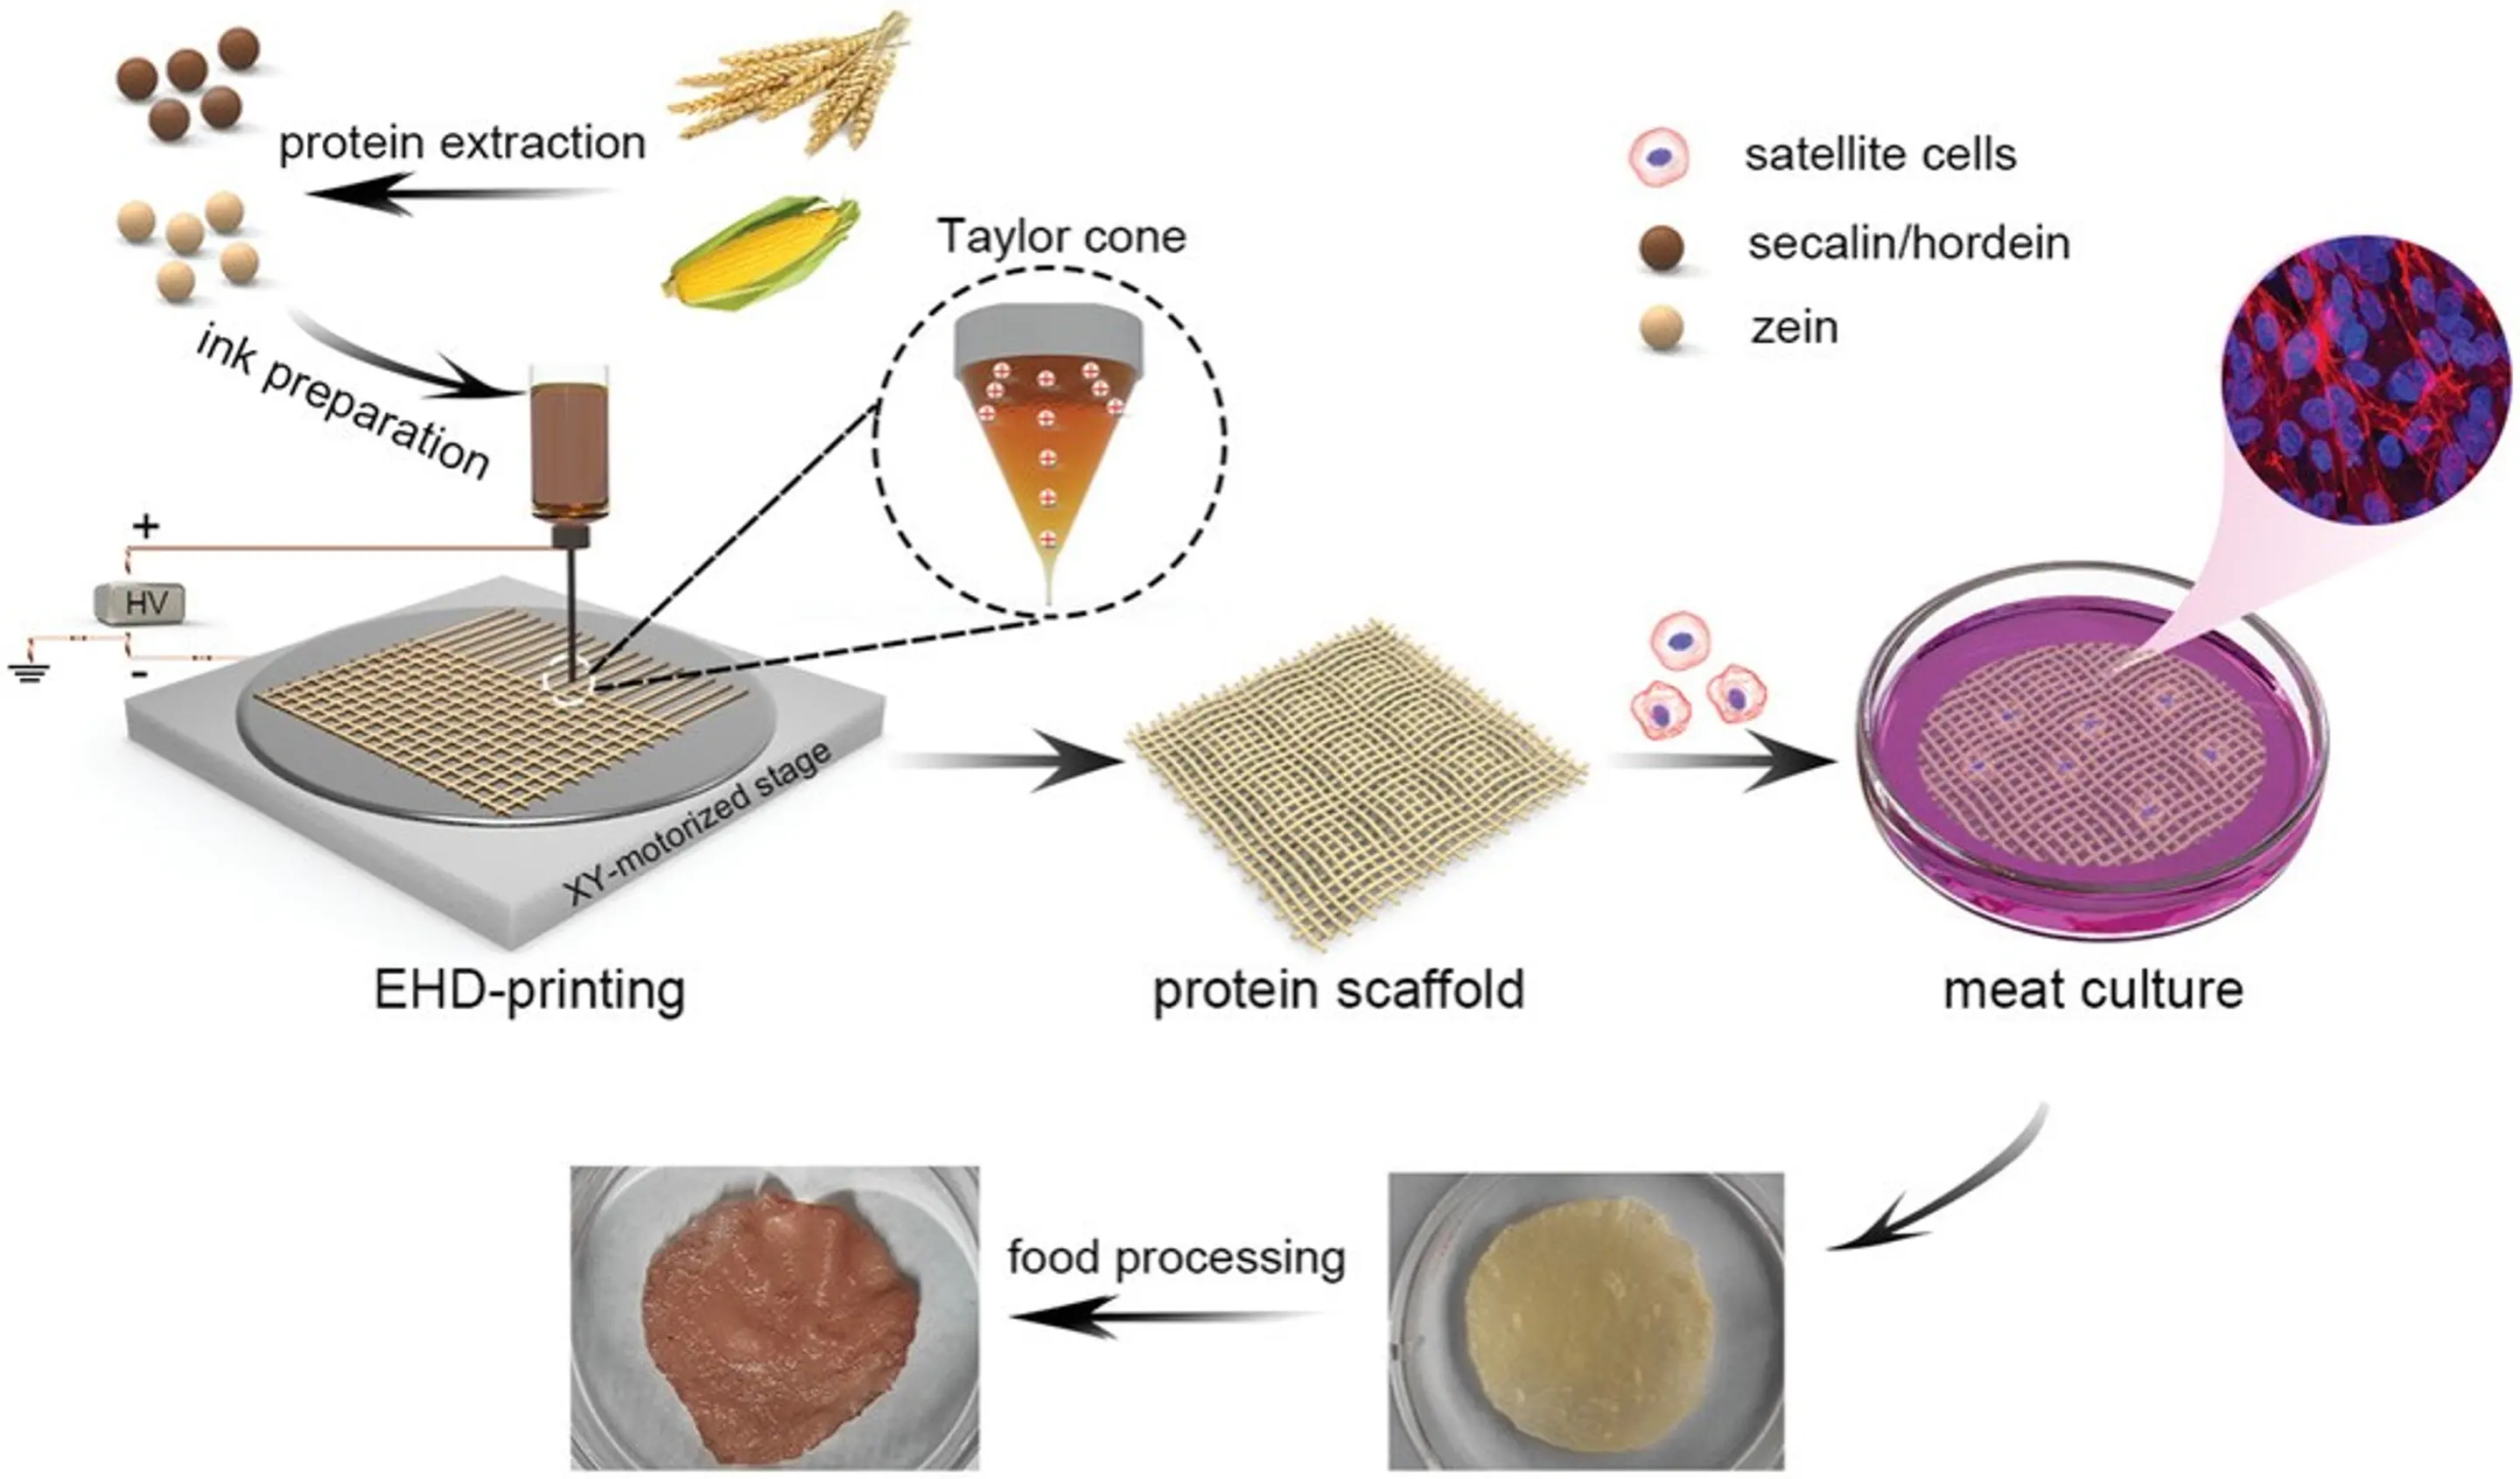 protein extraction
ink preparation
Taylor cone
satellite cells
secalin/hordein
zein
+
HV
-
XY-motorized stage
EHD-printing
protein scaffold
meat culture
food processing